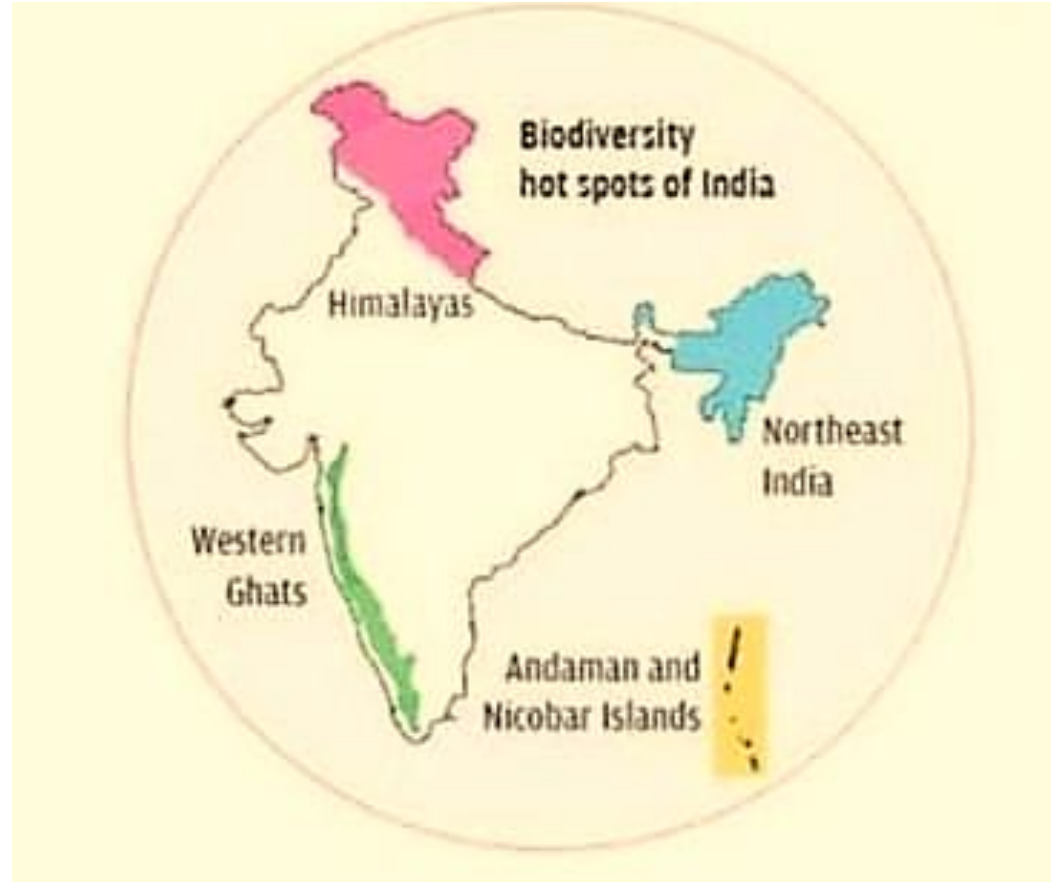 Biodiversity
hot spots of India
Himalayas
Northeast
India
Western
Ghats
Andaman and
Nicobar Islands